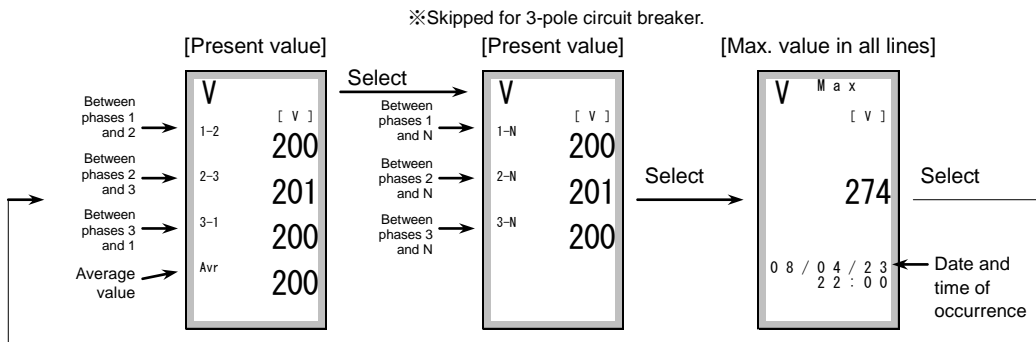 ※Skipped for 3-pole circuit breaker.
[Present value]
[Present value]
[Max. value in all lines]
Between
phases 1
and 2
Between
phases 2
and 3
Between
phases 3
and 1
Average
value
V
[ V ]
1-2
200
2-3
201
3-1
200
Avr
200
Select
Between
phases 1
and N
Between
phases 2
and N
Between
phases 3
and N
V
[ V ]
1-N
200
2-N
201
3-N
200
Select
V Max
[ V ]
274
08/04/23
22:00
Select
Date and
time of
occurrence